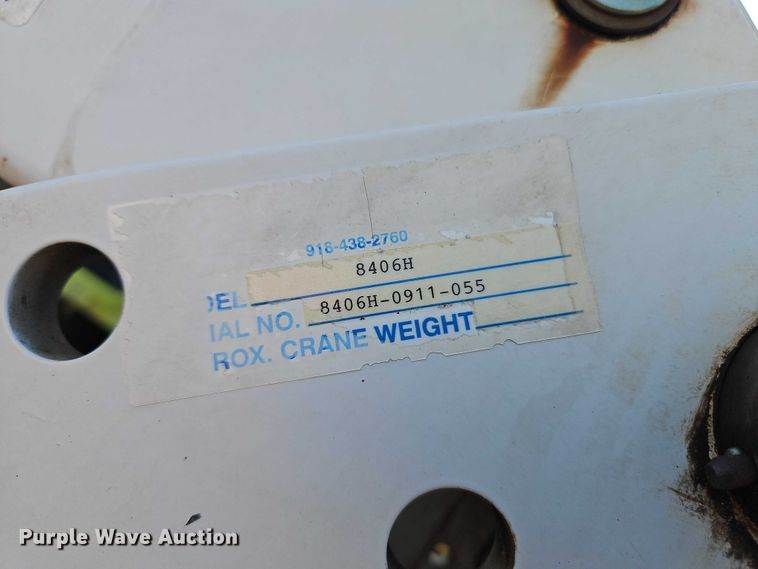 918-438-2760
DEL 8406H
IAL NO. 8406H-0911-055
ROX. CRANE WEIGHT
Purple Wave Auction